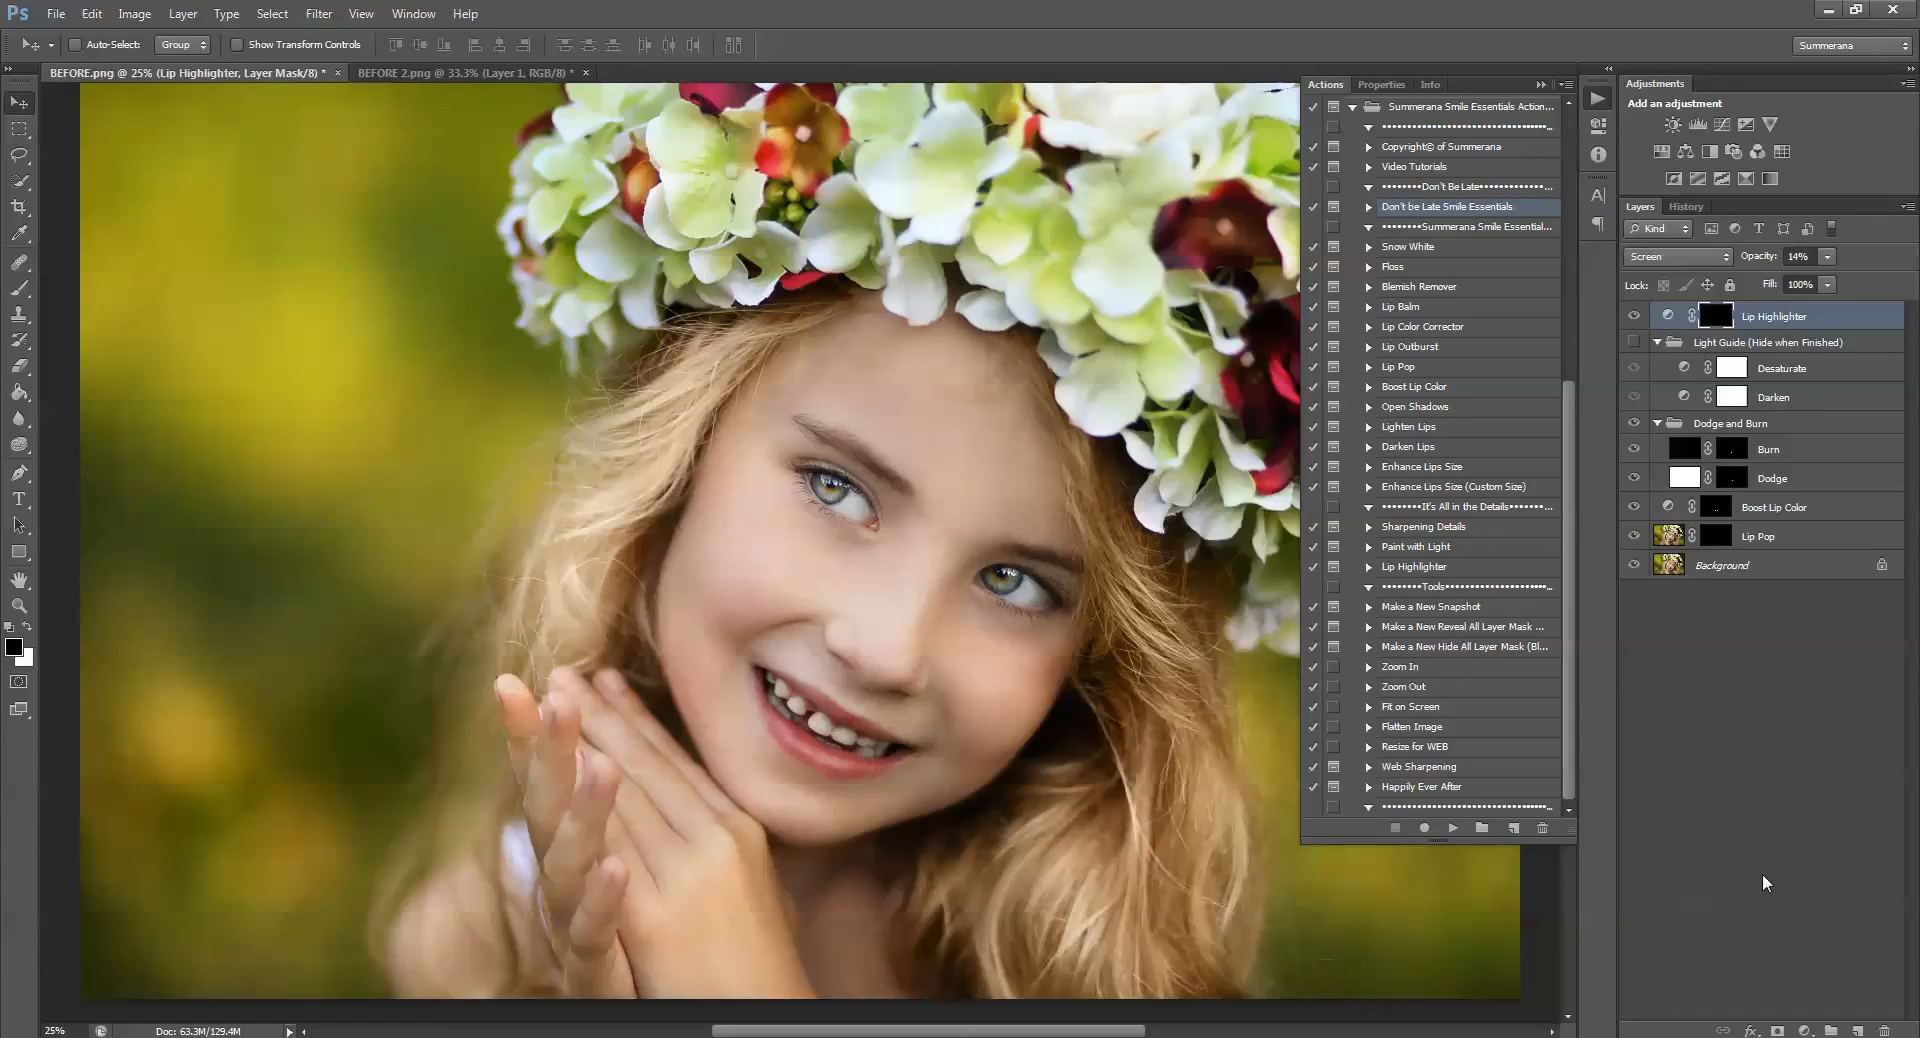 Ps File Edit Image Layer Type Select Filter View Window Help
Auto-Select: Group Show Transform Controls Summerana
BEFORE.png @ 25% (Lip Highlighter, Layer Mask/8) * × BEFORE 2.png @ 33.3% (Layer 1, RGB/8) * ×
Actions Properties Info
Summerana Smile Essentials Action...
Copyright© of Summerana
Video Tutorials
••••••••Don't Be Late••••••••••••••...
Don't be Late Smile Essentials
••••••••Summerana Smile Essential...
Snow White
Floss
Blemish Remover
Lip Balm
Lip Color Corrector
Lip Outburst
Lip Pop
Boost Lip Color
Open Shadows
Lighten Lips
Darken Lips
Enhance Lips Size
Enhance Lips Size (Custom Size)
••••••••It's All in the Details•••••••...
Sharpening Details
Paint with Light
Lip Highlighter
••••••••Tools••••••••••••••••••••...
Make a New Snapshot
Make a New Reveal All Layer Mask ...
Make a New Hide All Layer Mask (Bl...
Zoom In
Zoom Out
Fit on Screen
Flatten Image
Resize for WEB
Web Sharpening
Happily Ever After
Adjustments
Add an adjustment
Layers History
Kind
Screen Opacity: 14%
Lock: Fill: 100%
Lip Highlighter
Light Guide (Hide when Finished)
Desaturate
Darken
Dodge and Burn
Burn
Dodge
Boost Lip Color
Lip Pop
Background
25% Doc: 63.3M/129.4M